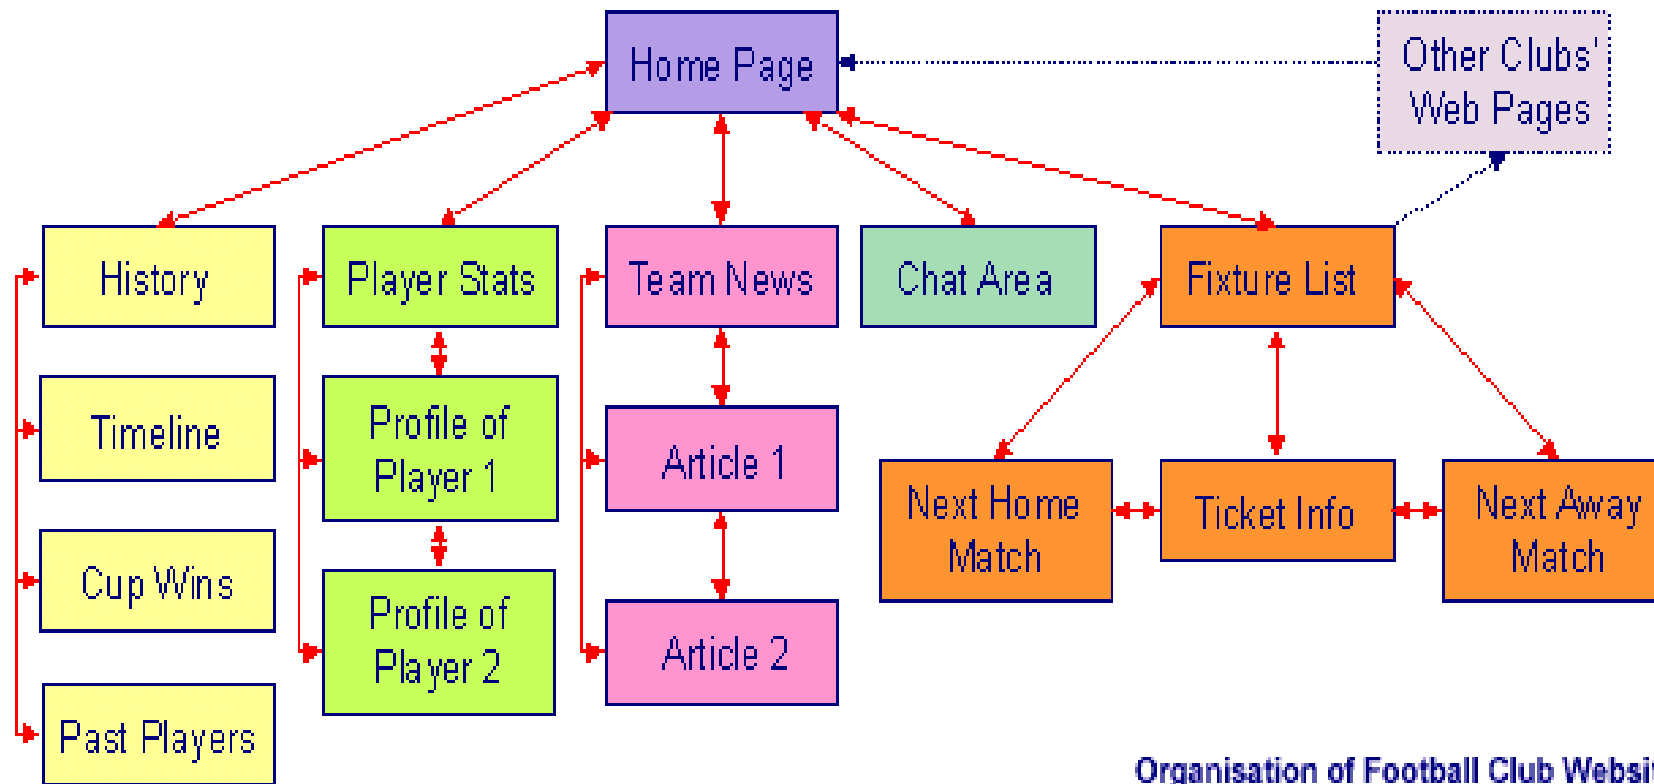 Home Page
Other Clubs'
Web Pages
History
Player Stats
Team News
Chat Area
Fixture List
Timeline
Profile of
Player 1
Article 1
Next Home
Match
Ticket Info
Next Away
Match
Cup Wins
Profile of
Player 2
Article 2
Past Players
Organisation of Football Club Websi